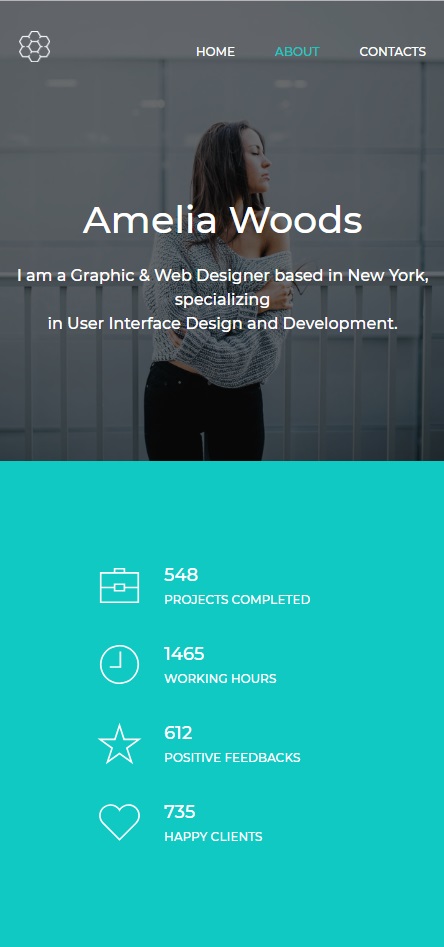 HOME ABOUT CONTACTS
Amelia Woods
I am a Graphic & Web Designer based in New York,
specializing
in User Interface Design and Development.
548
PROJECTS COMPLETED
1465
WORKING HOURS
612
POSITIVE FEEDBACKS
735
HAPPY CLIENTS